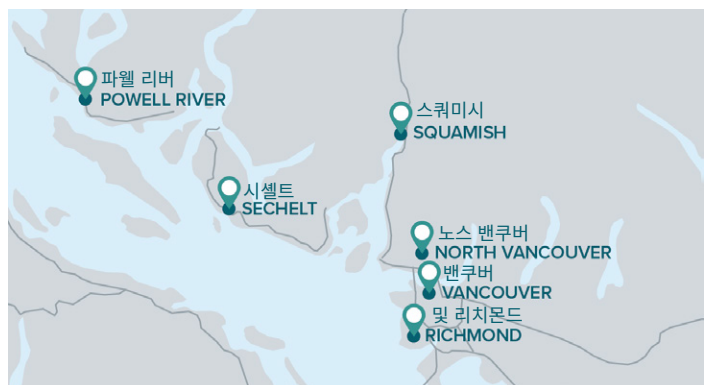 파웰 리버
POWELL RIVER
스쿼미시
SQUAMISH
시셸트
SECHELT
노스 밴쿠버
NORTH VANCOUVER
밴쿠버
VANCOUVER
및 리치몬드
RICHMOND